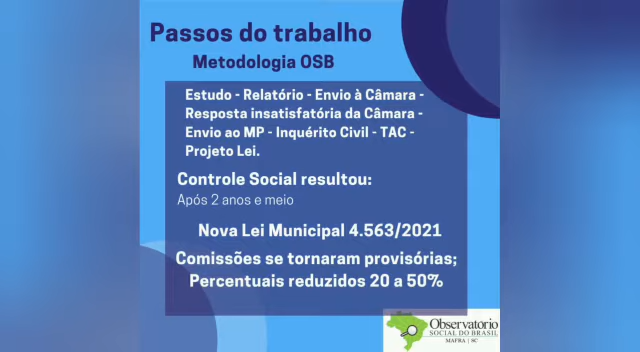 Passos do trabalho
Metodologia OSB
Estudo - Relatório - Envio à Câmara -
Resposta insatisfatória da Câmara -
Envio ao MP - Inquérito Civil - TAC -
Projeto Lei.
Controle Social resultou:
Após 2 anos e meio
Nova Lei Municipal 4.563/2021
Comissões se tornaram provisórias;
Percentuais reduzidos 20 a 50%
Observatório
SOCIAL DO BRASIL
MAFRA | SC